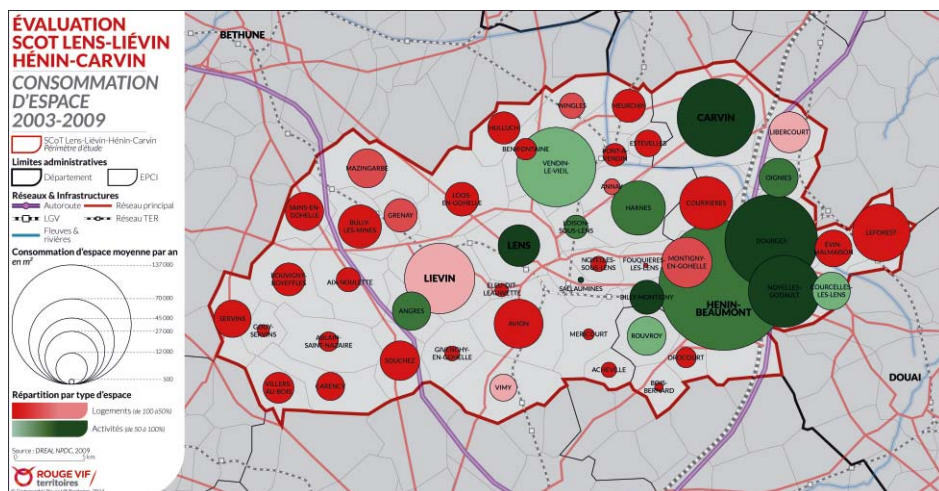 ÉVALUATION
SCOT LENS-LIÉVIN
HÉNIN-CARVIN
CONSOMMATION
D'ESPACE
2003-2009
SCoT Lens-Liévin-Hénin-Carvin
Périmètre d'étude
Limites administratives
Département
EPCI
Réseaux & Infrastructures
Autoroute
Réseau principal
LGV
Réseau TER
Fleuves &
rivières
Consommation d'espace moyenne par an
en m²
137 000
70 000
45 000
27 000
12 000
500
Répartition par type d'espace
Logements (de 100 à 50%)
Activités (de 50 à 100%)
Source : DREAL NPDC, 2009
ROUGE VIF/
territoires
BETHUNE
WINGLES
MEURCHIN
CARVIN
LIBERCOURT
HULLUCH
BENIFONTAINE
ESTEVELLES
PONT-A-
VENDIN
VENDIN-
LE-VIEIL
MAZINGARBE
OIGNIES
ANNAY
SAINS-EN-
GOHELLE
LOOS-
EN-GOHELLE
GRENAY
HARNES
COURRIERES
BULLY-
LES-MINES
LOISON-
SOUS-LENS
LEFOREST
LENS
DOURGES
EVIN-
MALMAISON
NOYELLES-
SOUS-LENS
FOUQUIERES-
LES-LENS
MONTIGNY-
EN-GOHELLE
BOUVIGNY-
BOYEFFLES
AIX-NOULETTE
LIEVIN
SALLAUMINES
NOYELLES-
GODAULT
COURCELLES-
LES-LENS
BILLY-MONTIGNY
HENIN-
BEAUMONT
ANGRES
SERVINS
GOUY-
SERVINS
AVION
MERICOURT
ROUVROY
ABLAIN-
SAINT-NAZAIRE
SOUCHEZ
GIVENCHY-
EN-GOHELLE
DROCOURT
ACHEVILLE
DOUAI
VILLERS-
AU-BOIS
CARENCY
VIMY
BOIS-
BERNARD